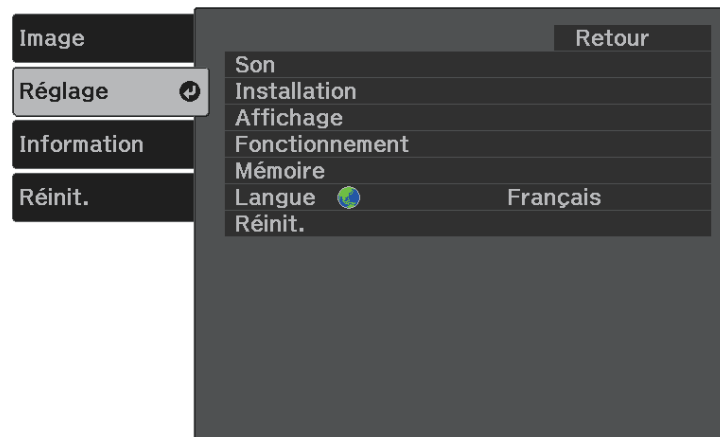 Image
Réglage
Information
Réinit.
Retour
Son
Installation
Affichage
Fonctionnement
Mémoire
Langue Français
Réinit.